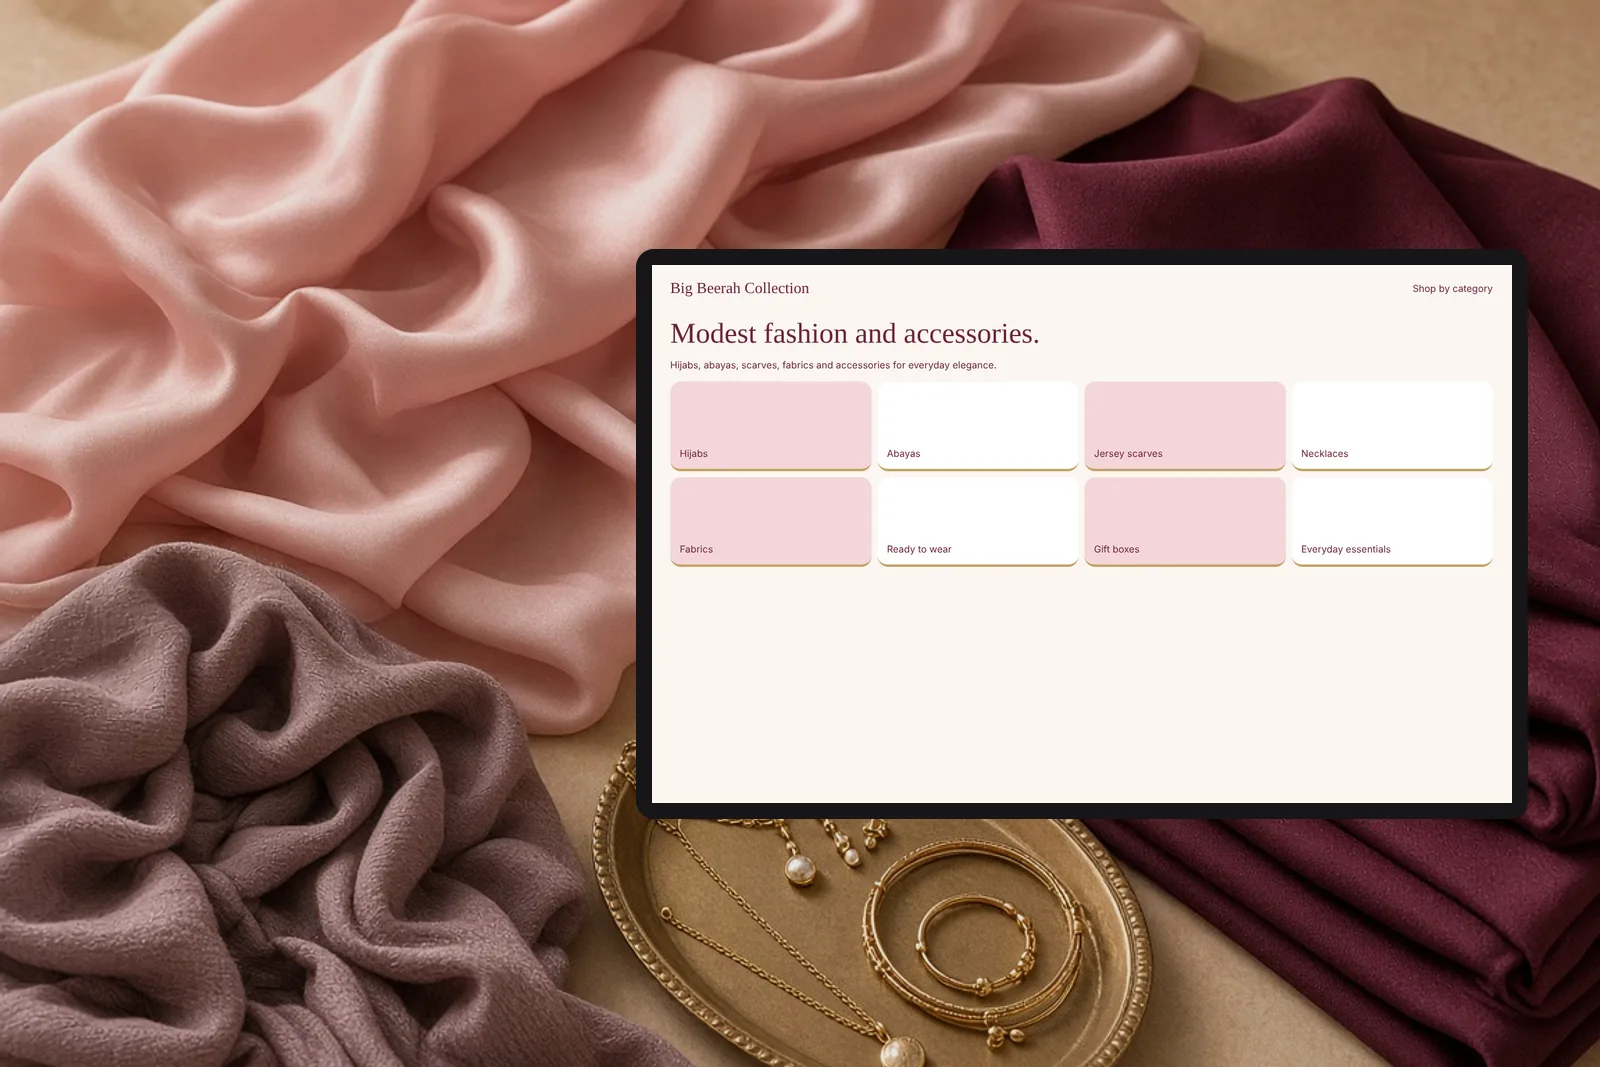 Big Beerah Collection
Shop by category
Modest fashion and accessories.
Hijabs, abayas, scarves, fabrics and accessories for everyday elegance.
Hijabs
Abayas
Jersey scarves
Necklaces
Fabrics
Ready to wear
Gift boxes
Everyday essentials